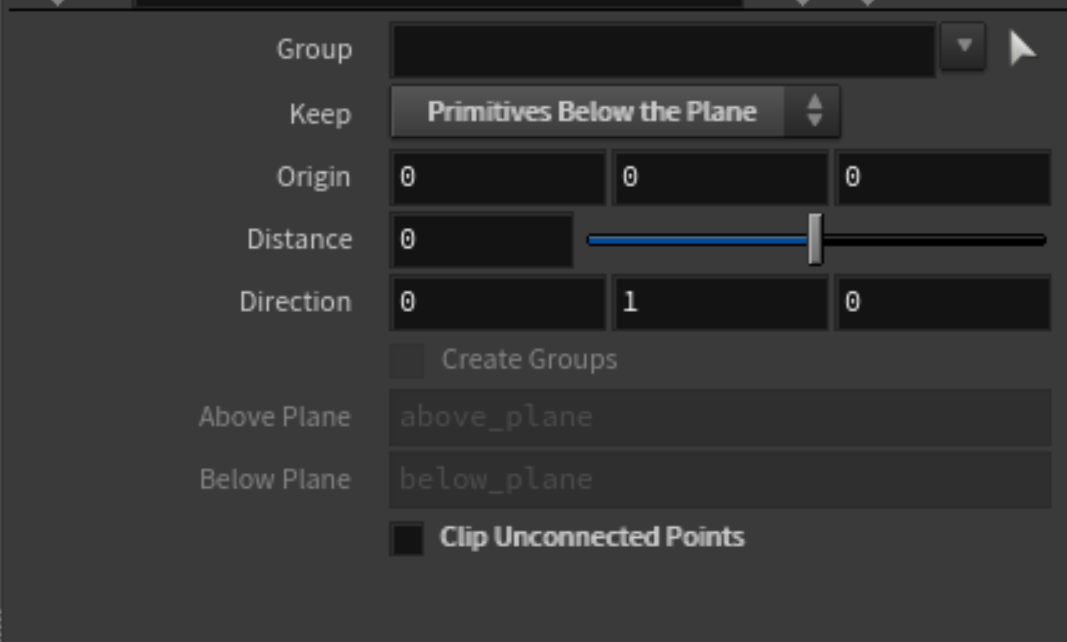 Group
Keep Primitives Below the Plane
Origin 0 0 0
Distance 0
Direction 0 1 0
Create Groups
Above Plane above_plane
Below Plane below_plane
Clip Unconnected Points